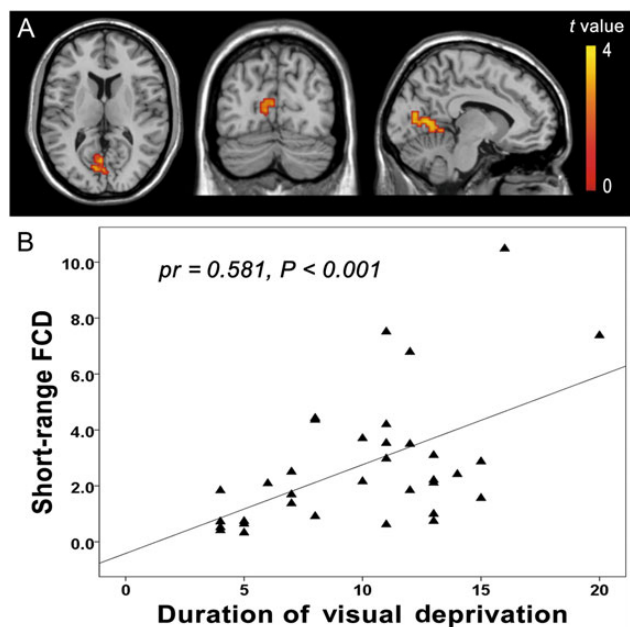 A
t value
4
0
B
pr = 0.581, P < 0.001
Short-range FCD
10.0
8.0
6.0
4.0
2.0
0.0
0 5 10 15 20
Duration of visual deprivation